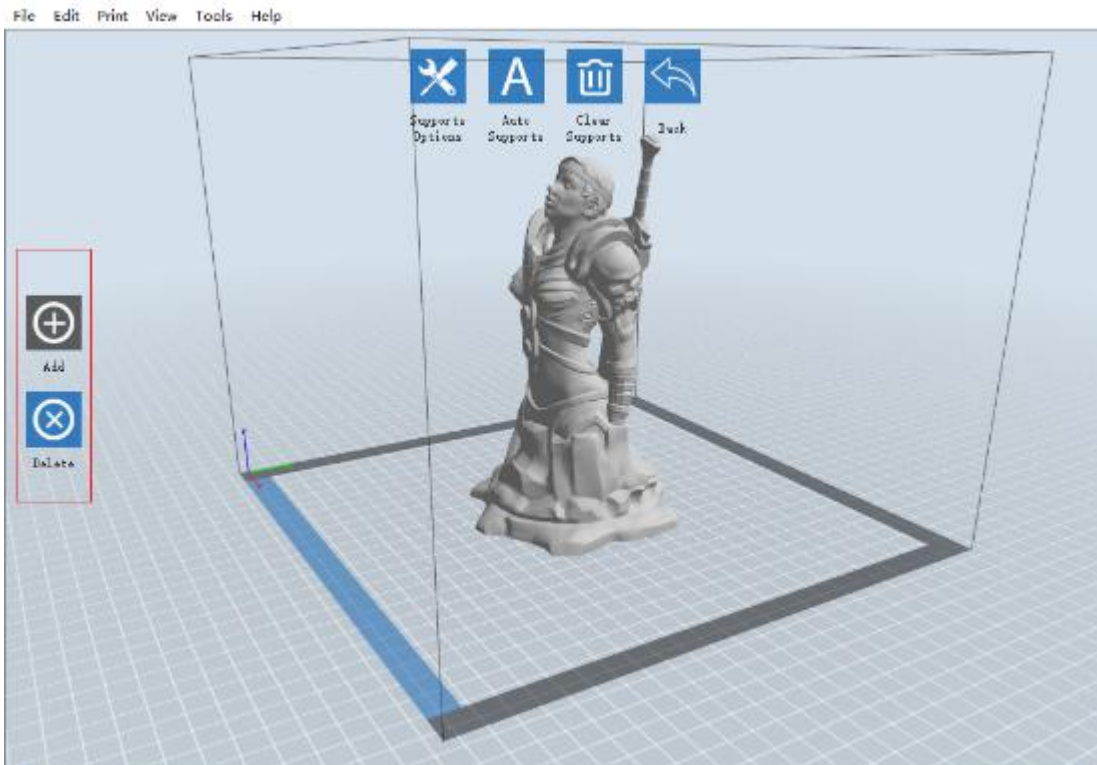 File Edit Print View Tools Help
A
Supports Options
Auto Supports
Clear Supports
Back
Add
Delete